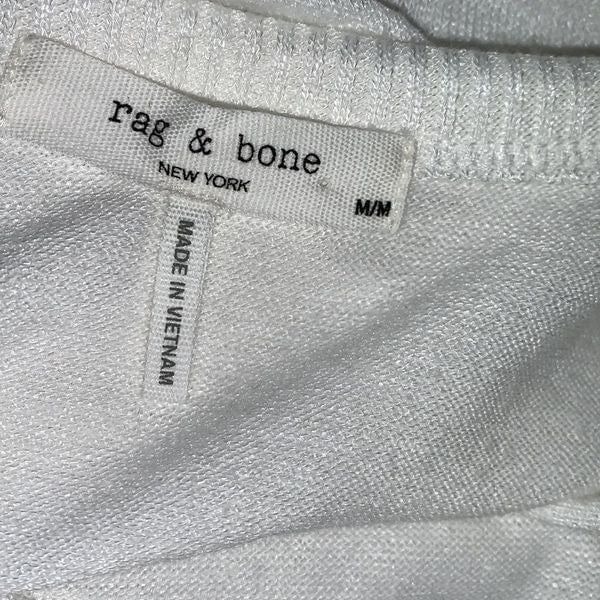 rag & bone
NEW YORK
M/M
MADE IN VIETNAM